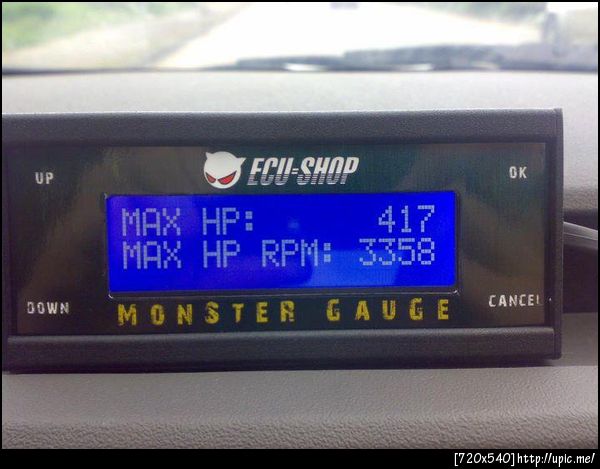 ECU=SHOP
UP
OK
MAX HP: 417
MAX HP RPM: 3358
DOWN
CANCEL
MONSTER GAUGE
[720x540]http://upic.me/